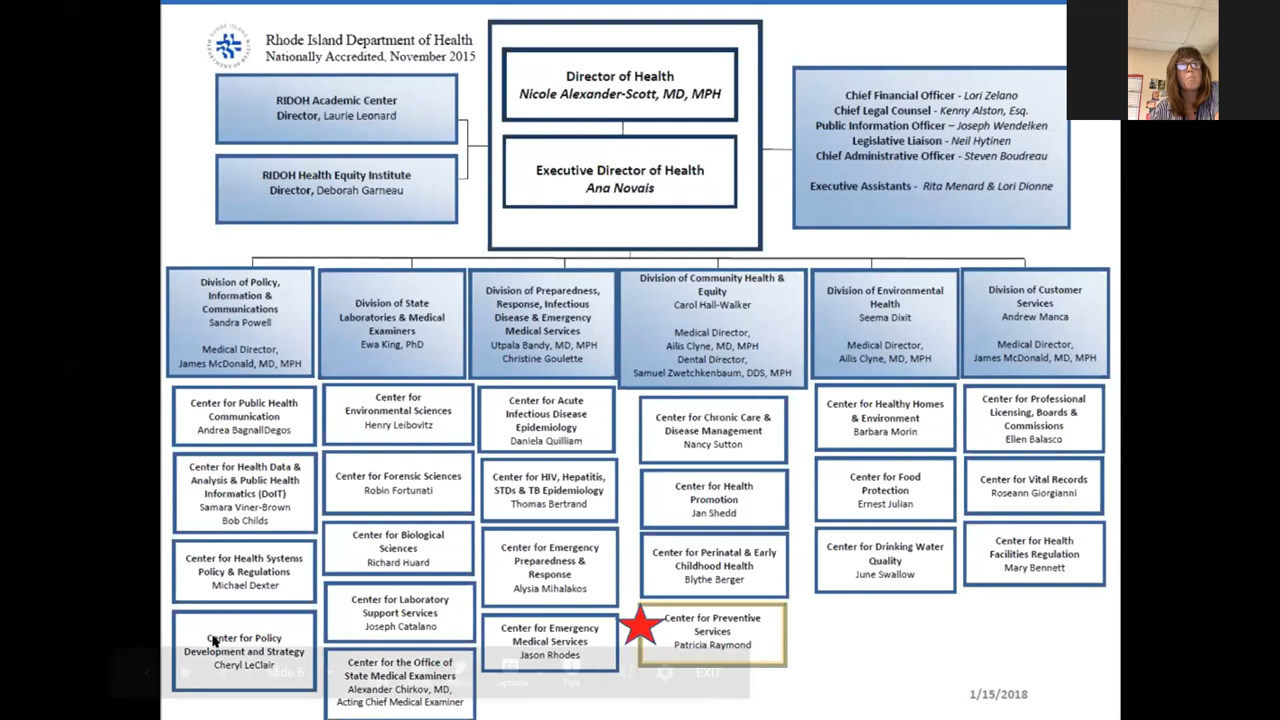 Rhode Island Department of Health
Nationally Accredited, November 2015
RIDOH Academic Center
Director, Laurie Leonard
RIDOH Health Equity Institute
Director, Deborah Garneau
Director of Health
Nicole Alexander-Scott, MD, MPH
Executive Director of Health
Ana Novais
Chief Financial Officer - Lori Zelano
Chief Legal Counsel - Kenny Alston, Esq.
Public Information Officer – Joseph Wendelken
Legislative Liaison - Neil Hytinen
Chief Administrative Officer - Steven Boudreau
Executive Assistants - Rita Menard & Lori Dionne
Division of Policy,
Information &
Communications
Sandra Powell
Medical Director,
James McDonald, MD, MPH
Center for Public Health
Communication
Andrea BagnallDegos
Center for Health Data &
Analysis & Public Health
Informatics (DoIT)
Samara Viner-Brown
Bob Childs
Center for Health Systems
Policy & Regulations
Michael Dexter
Center for Policy
Development and Strategy
Cheryl LeClair
Division of State
Laboratories & Medical
Examiners
Ewa King, PhD
Center for
Environmental Sciences
Henry Leibovitz
Center for Forensic Sciences
Robin Fortunati
Center for Biological
Sciences
Richard Huard
Center for Laboratory
Support Services
Joseph Catalano
Center for the Office of
State Medical Examiners
Alexander Chirkov, MD,
Acting Chief Medical Examiner
Division of Preparedness,
Response, Infectious
Disease & Emergency
Medical Services
Utpala Bandy, MD, MPH
Christine Goulette
Center for Acute
Infectious Disease
Epidemiology
Daniela Quilliam
Center for HIV, Hepatitis,
STDs & TB Epidemiology
Thomas Bertrand
Center for Emergency
Preparedness &
Response
Alysia Mihalakos
Center for Emergency
Medical Services
Jason Rhodes
Division of Community Health &
Equity
Carol Hall-Walker
Medical Director,
Ailis Clyne, MD, MPH
Dental Director,
Samuel Zwetchkenbaum, DDS, MPH
Center for Chronic Care &
Disease Management
Nancy Sutton
Center for Health
Promotion
Jan Shedd
Center for Perinatal & Early
Childhood Health
Blythe Berger
Center for Preventive
Services
Patricia Raymond
Division of Environmental
Health
Seema Dixit
Medical Director,
Ailis Clyne, MD, MPH
Center for Healthy Homes
& Environment
Barbara Morin
Center for Food
Protection
Ernest Julian
Center for Drinking Water
Quality
June Swallow
Division of Customer
Services
Andrew Manca
Medical Director,
James McDonald, MD, MPH
Center for Professional
Licensing, Boards &
Commissions
Ellen Balasco
Center for Vital Records
Roseann Giorgianni
Center for Health
Facilities Regulation
Mary Bennett
Slide 5
EXIT
1/15/2018